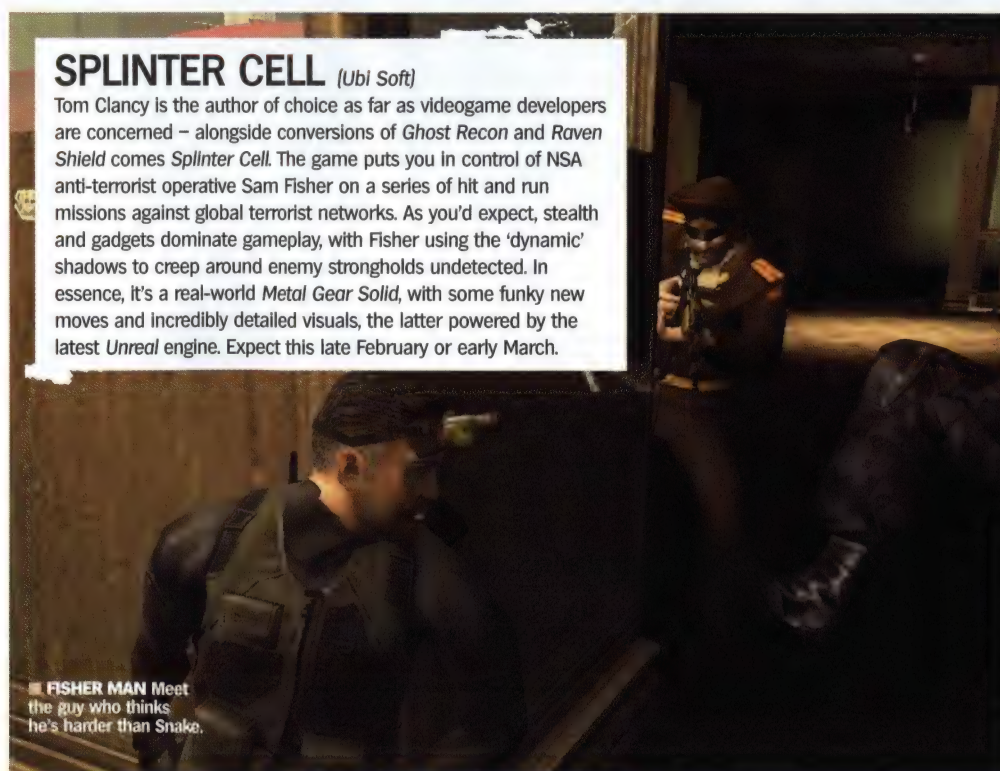 SPLINTER CELL (Ubi Soft)
Tom Clancy is the author of choice as far as videogame developers
are concerned – alongside conversions of Ghost Recon and Raven
Shield comes Splinter Cell. The game puts you in control of NSA
anti-terrorist operative Sam Fisher on a series of hit and run
missions against global terrorist networks. As you'd expect, stealth
and gadgets dominate gameplay, with Fisher using the 'dynamic'
shadows to creep around enemy strongholds undetected. In
essence, it's a real-world Metal Gear Solid, with some funky new
moves and incredibly detailed visuals, the latter powered by the
latest Unreal engine. Expect this late February or early March.
FISHER MAN Meet
the guy who thinks
he's harder than Snake.